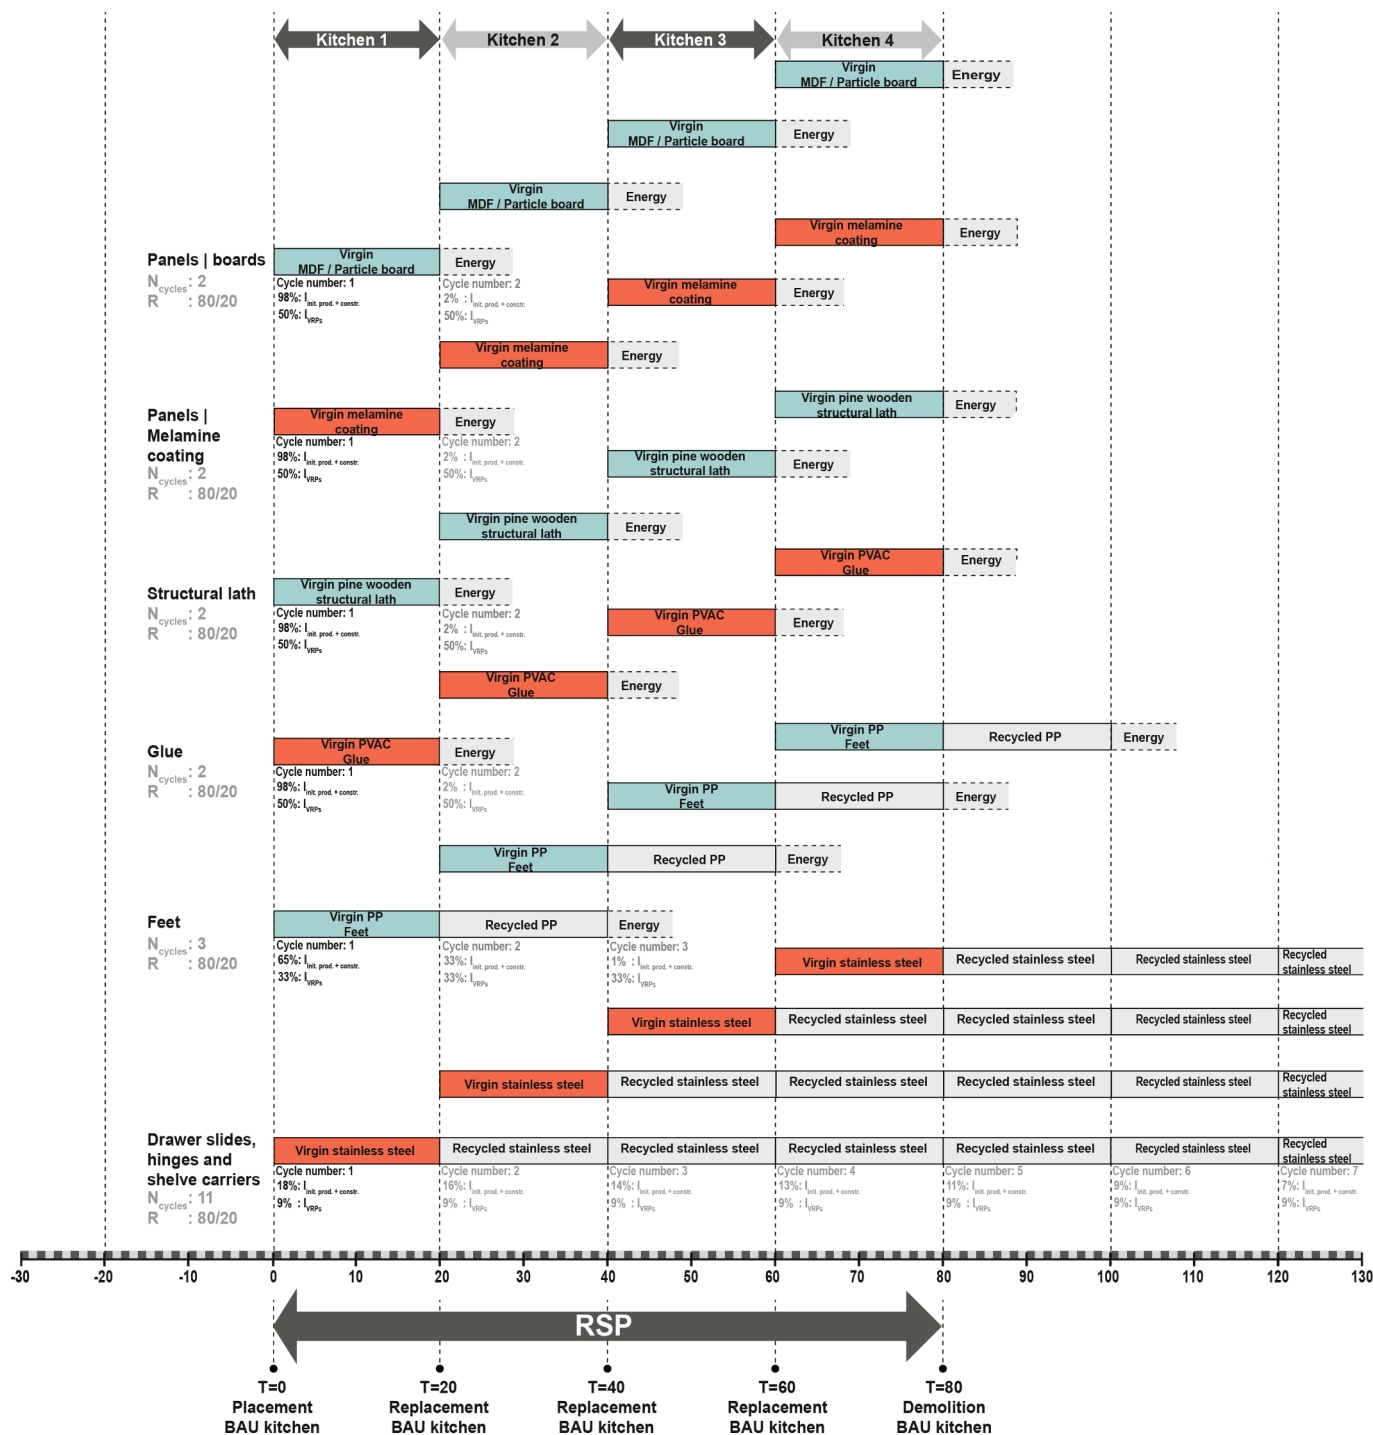 Kitchen 1
Kitchen 2
Kitchen 3
Kitchen 4
Virgin
MDF / Particle board
Energy
Virgin
MDF / Particle board
Energy
Virgin
MDF / Particle board
Energy
Virgin melamine
coating
Energy
Panels | boards
Ncycles: 2
R : 80/20
Virgin
MDF / Particle board
Energy
Cycle number: 1
98%: Iinit. prod. + constr.
50%: IVRPs
Cycle number: 2
2% : Iinit. prod. + constr.
50%: IVRPs
Virgin melamine
coating
Energy
Virgin melamine
coating
Energy
Virgin pine wooden
structural lath
Energy
Panels |
Melamine
coating
Ncycles: 2
R : 80/20
Virgin melamine
coating
Energy
Cycle number: 1
98%: Iinit. prod. + constr.
50%: IVRPs
Cycle number: 2
2% : Iinit. prod. + constr.
50%: IVRPs
Virgin pine wooden
structural lath
Energy
Virgin pine wooden
structural lath
Energy
Virgin PVAC
Glue
Energy
Structural lath
Ncycles: 2
R : 80/20
Virgin pine wooden
structural lath
Energy
Cycle number: 1
98%: Iinit. prod. + constr.
50%: IVRPs
Cycle number: 2
2% : Iinit. prod. + constr.
50%: IVRPs
Virgin PVAC
Glue
Energy
Virgin PVAC
Glue
Energy
Virgin PP
Feet
Recycled PP
Energy
Glue
Ncycles: 2
R : 80/20
Virgin PVAC
Glue
Energy
Cycle number: 1
98%: Iinit. prod. + constr.
50%: IVRPs
Cycle number: 2
2% : Iinit. prod. + constr.
50%: IVRPs
Virgin PP
Feet
Recycled PP
Energy
Virgin PP
Feet
Recycled PP
Energy
Feet
Ncycles: 3
R : 80/20
Virgin PP
Feet
Recycled PP
Energy
Cycle number: 1
65%: Iinit. prod. + constr.
33%: IVRPs
Cycle number: 2
33%: Iinit. prod. + constr.
33%: IVRPs
Cycle number: 3
1% : Iinit. prod. + constr.
33%: IVRPs
Virgin stainless steel
Recycled stainless steel
Recycled stainless steel
Recycled
stainless steel
Virgin stainless steel
Recycled stainless steel
Recycled stainless steel
Recycled stainless steel
Recycled
stainless steel
Virgin stainless steel
Recycled stainless steel
Recycled stainless steel
Recycled stainless steel
Recycled stainless steel
Recycled
stainless steel
Drawer slides,
hinges and
shelve carriers
Ncycles: 11
R : 80/20
Virgin stainless steel
Recycled stainless steel
Recycled stainless steel
Recycled stainless steel
Recycled stainless steel
Recycled stainless steel
Recycled
stainless steel
Cycle number: 1
18%: Iinit. prod. + constr.
9% : IVRPs
Cycle number: 2
16%: Iinit. prod. + constr.
9% : IVRPs
Cycle number: 3
14%: Iinit. prod. + constr.
9% : IVRPs
Cycle number: 4
13%: Iinit. prod. + constr.
9% : IVRPs
Cycle number: 5
11%: Iinit. prod. + constr.
9% : IVRPs
Cycle number: 6
9%: Iinit. prod. + constr.
9%: IVRPs
Cycle number: 7
7%: Iinit. prod. + constr.
9%: IVRPs
-30 -20 -10 0 10 20 30 40 50 60 70 80 90 100 110 120 130
RSP
T=0
Placement
BAU kitchen
T=20
Replacement
BAU kitchen
T=40
Replacement
BAU kitchen
T=60
Replacement
BAU kitchen
T=80
Demolition
BAU kitchen